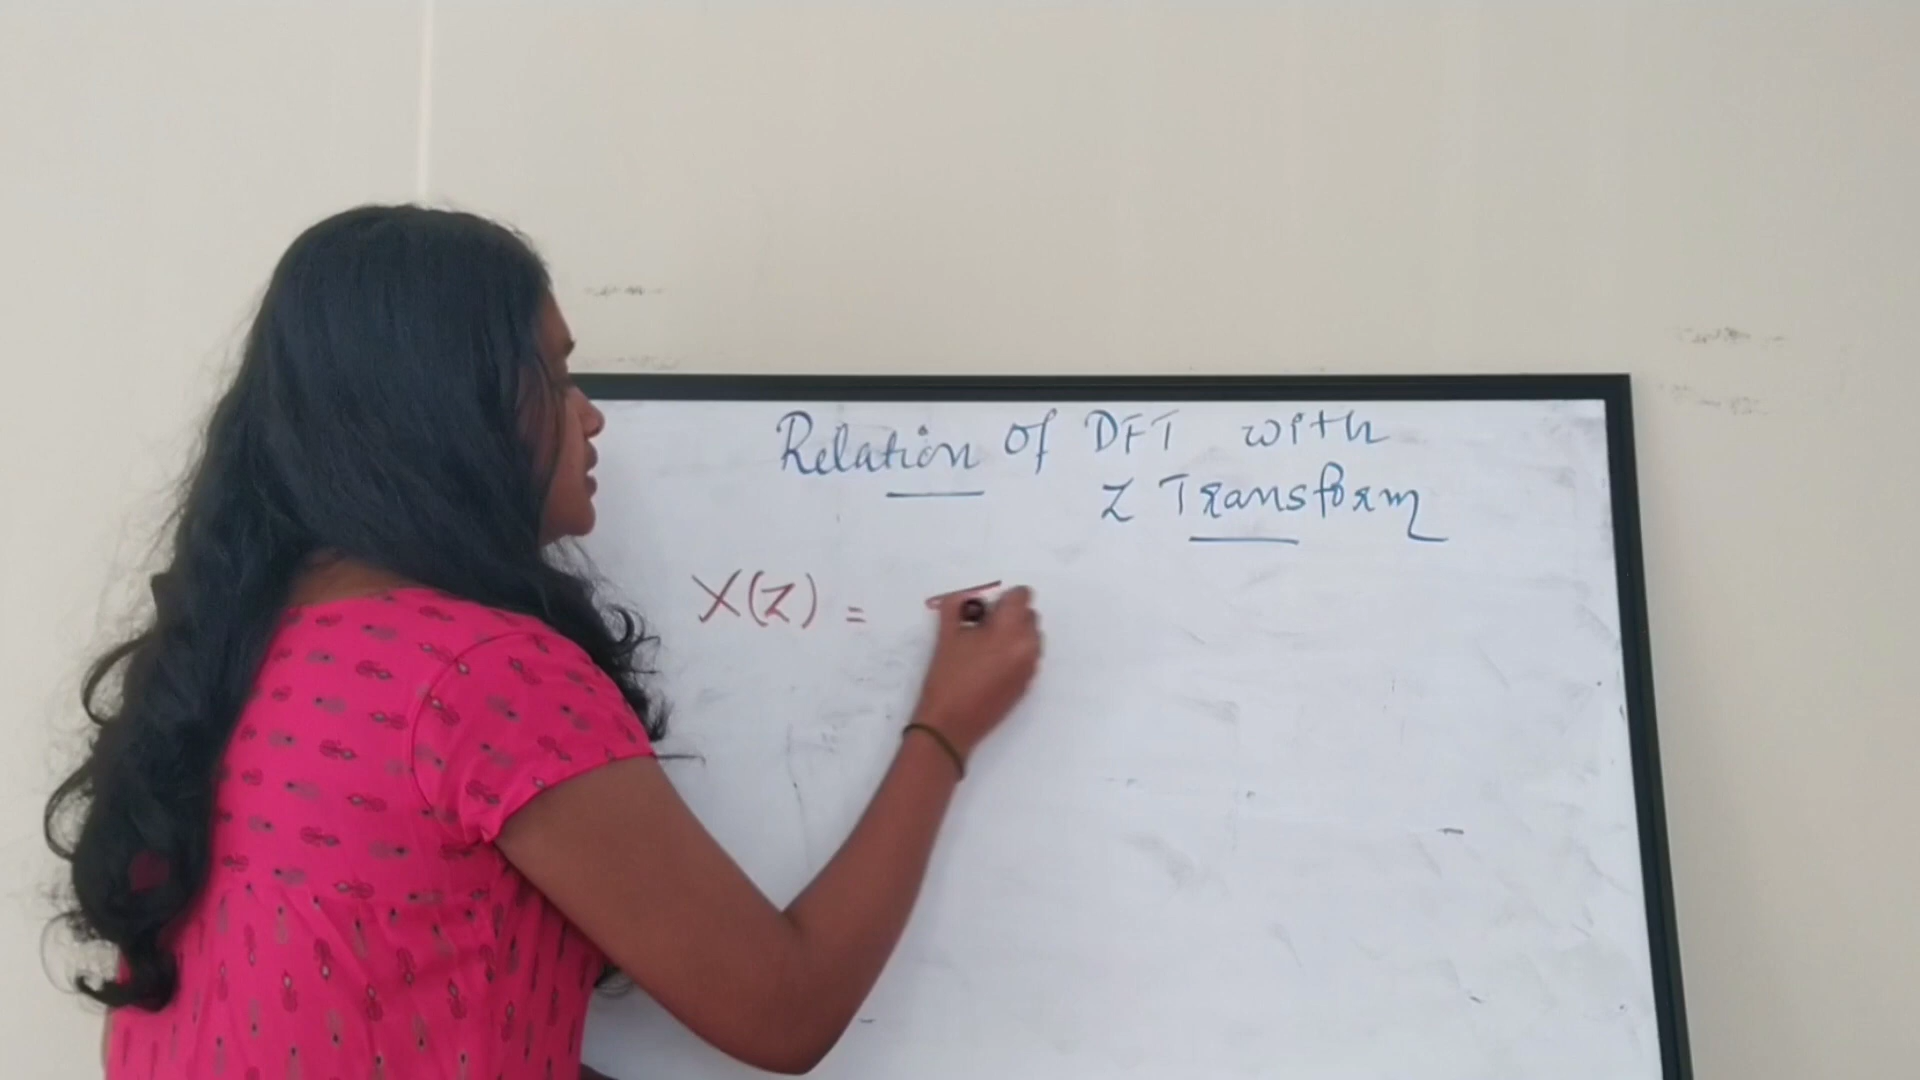 Relation Of DFT with
Z Transform
X(Z) =